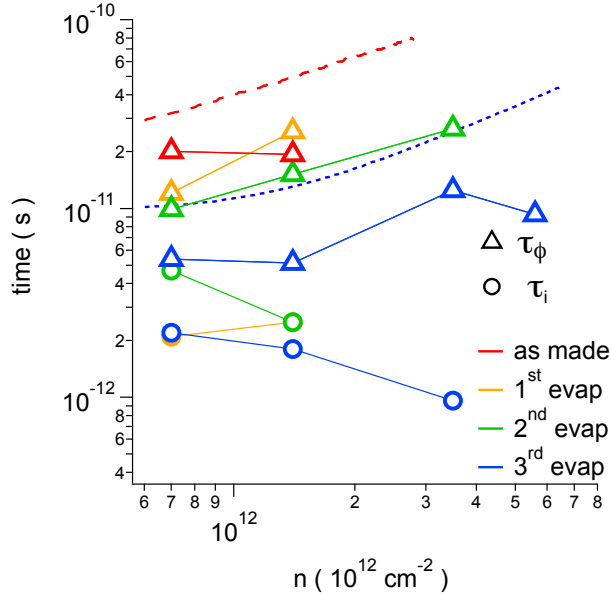 10^-10
8
6
4
2
10^-11
8
6
4
2
10^-12
8
6
4
time ( s )
τ_ϕ
τ_i
as made
1^st evap
2^nd evap
3^rd evap
6 7 8 9 2 3 4 5 6 7 8
10^12
n ( 10^12 cm^-2 )